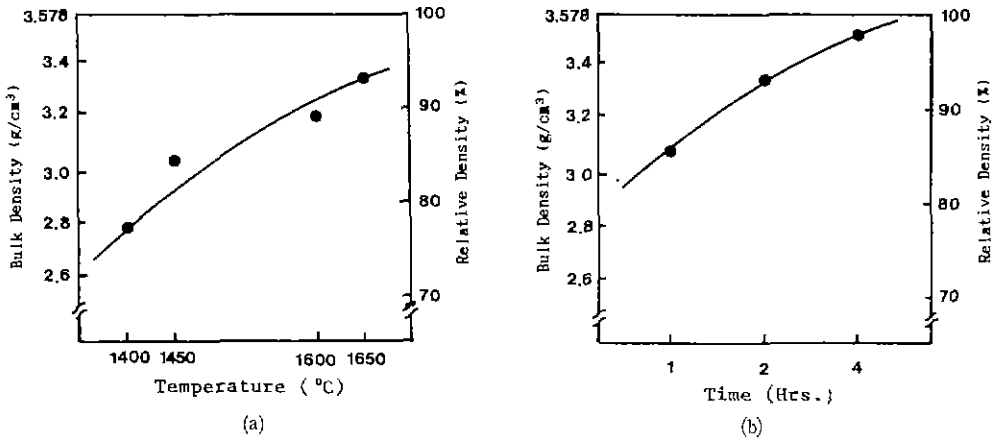 3.578
3.4
3.2
3.0
2.8
2.6
Bulk Density (g/cm³)
100
90
80
70
Relative Density (%)
1400 1450 1600 1650
Temperature (°C)
(a)
3.578
3.4
3.2
3 0
2.8
2.6
Bulk Density (g/cm³)
100
90
80
70
Relative Density (%)
1 2 4
Time (Hrs.)
(b)